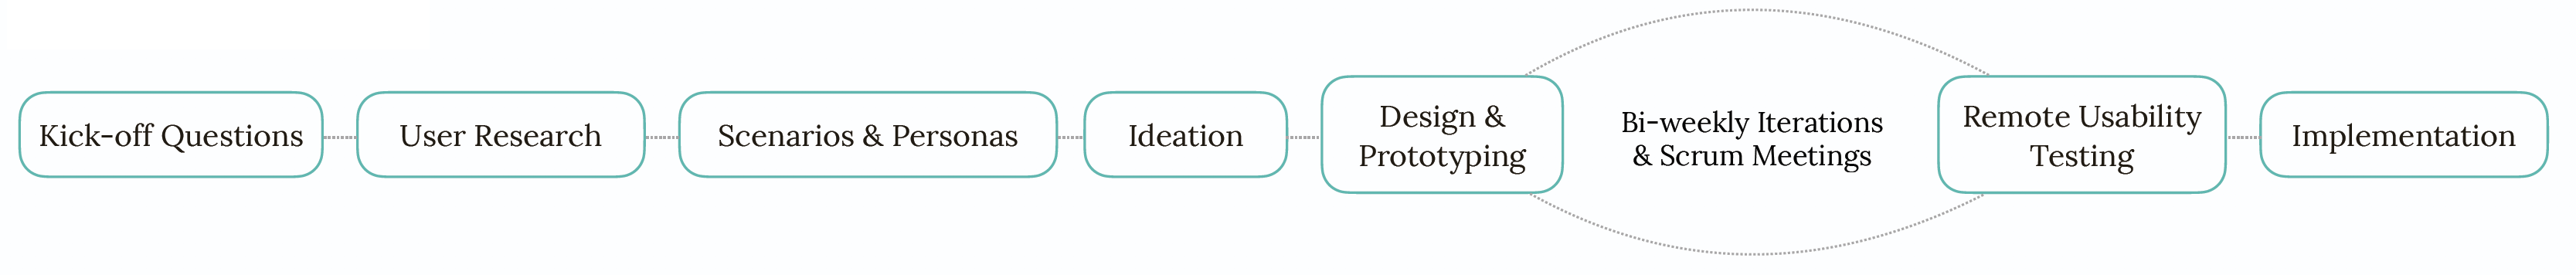 Kick-off Questions
User Research
Scenarios & Personas
Ideation
Design &
Prototyping
Bi-weekly Iterations
& Scrum Meetings
Remote Usability
Testing
Implementation